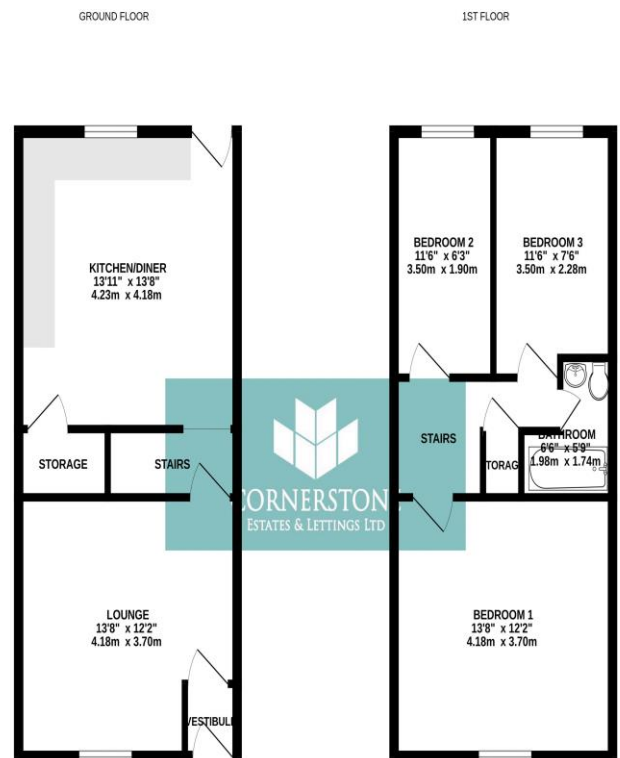 GROUND FLOOR
1ST FLOOR
KITCHEN/DINER
13'11" x 13'8"
4.23m x 4.18m
STORAGE
STAIRS
LOUNGE
13'8" x 12'2"
4.18m x 3.70m
VESTIBULE
BEDROOM 2
11'6" x 6'3"
3.50m x 1.90m
BEDROOM 3
11'6" x 7'6"
3.50m x 2.28m
STAIRS
TORAG
BATHROOM
6'6" x 5'9"
1.98m x 1.74m
BEDROOM 1
13'8" x 12'2"
4.18m x 3.70m
CORNERSTONE
ESTATES & LETTINGS LTD